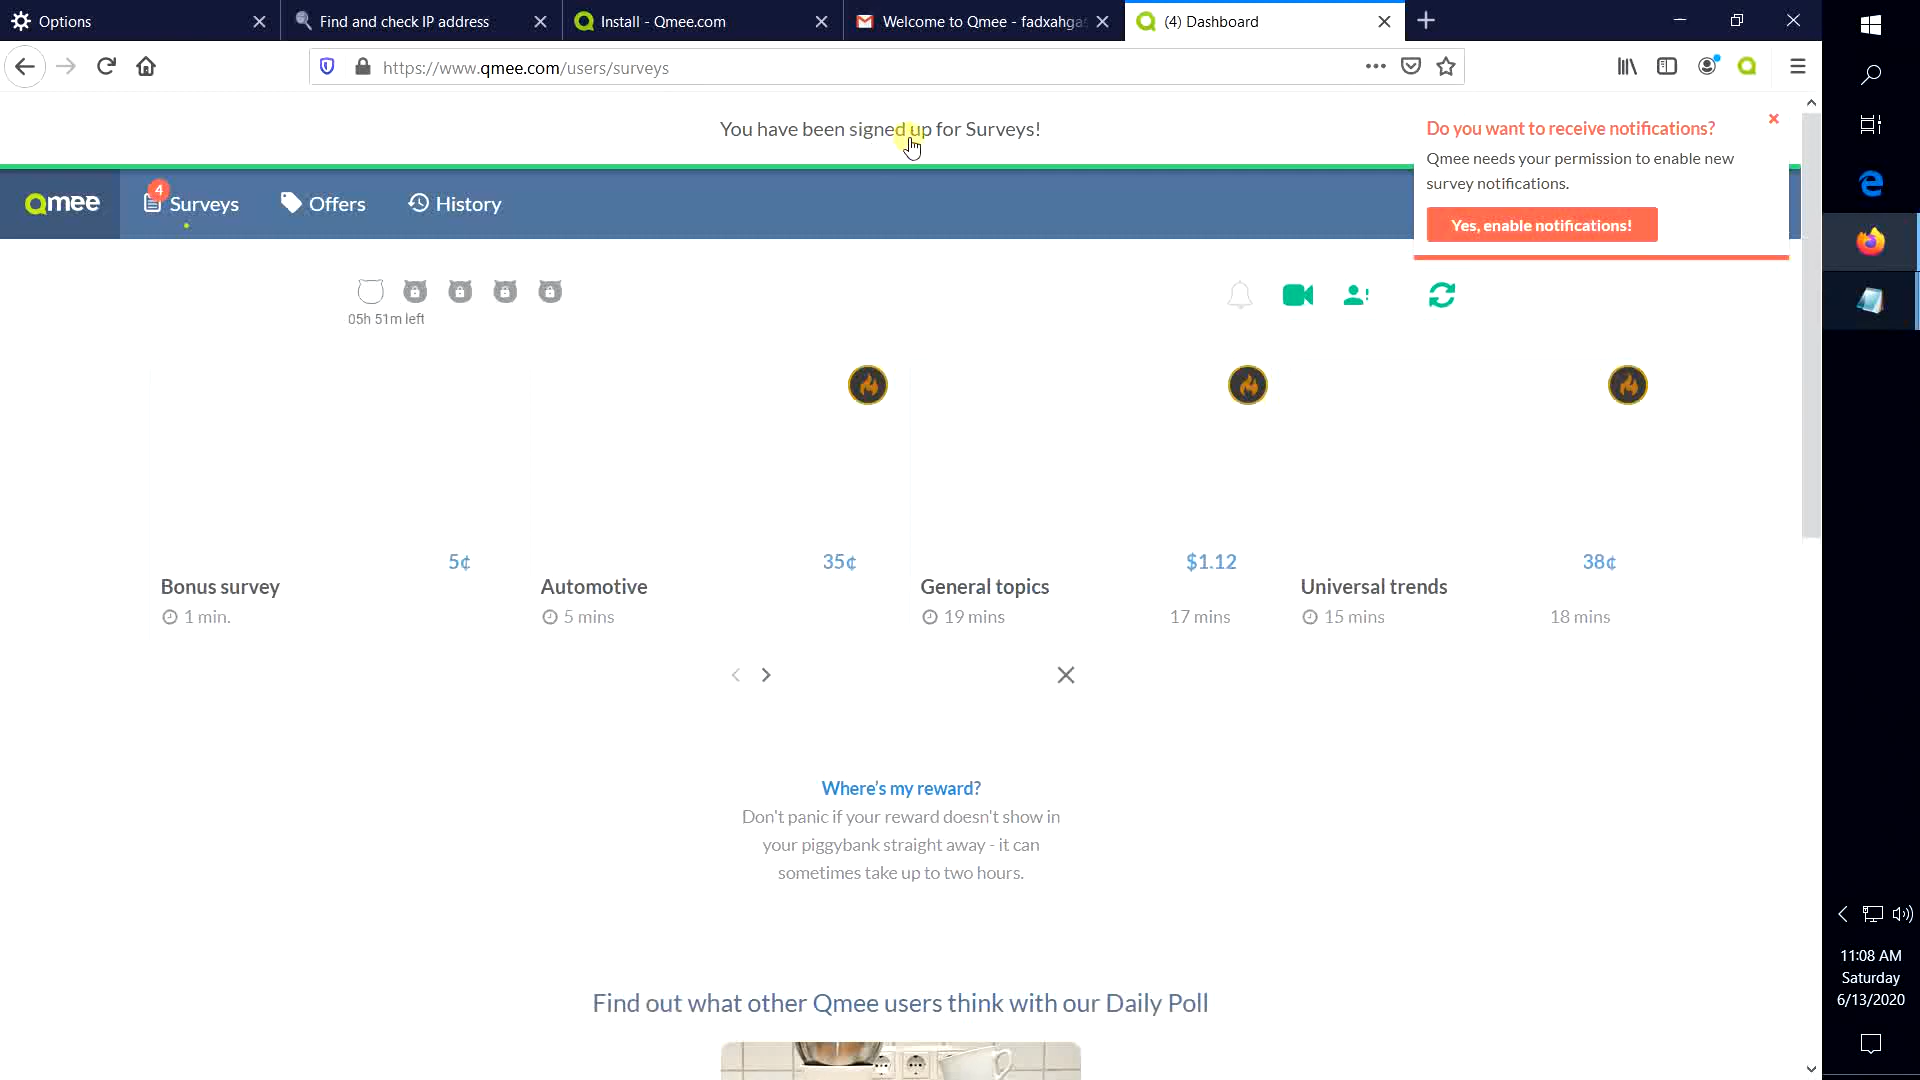 Options
Find and check IP address
Install - Qmee.com
Welcome to Qmee - fadxahga
(4) Dashboard
https://www.qmee.com/users/surveys
You have been signed up for Surveys!
Do you want to receive notifications?
Qmee needs your permission to enable new
survey notifications.
Yes, enable notifications!
Qmee
4
Surveys
Offers
History
05h 51m left
5¢
35¢
$1.12
38¢
Bonus survey
Automotive
General topics
Universal trends
1 min.
5 mins
19 mins
17 mins
15 mins
18 mins
Where's my reward?
Don't panic if your reward doesn't show in
your piggybank straight away - it can
sometimes take up to two hours.
Find out what other Qmee users think with our Daily Poll
11:08 AM
Saturday
6/13/2020